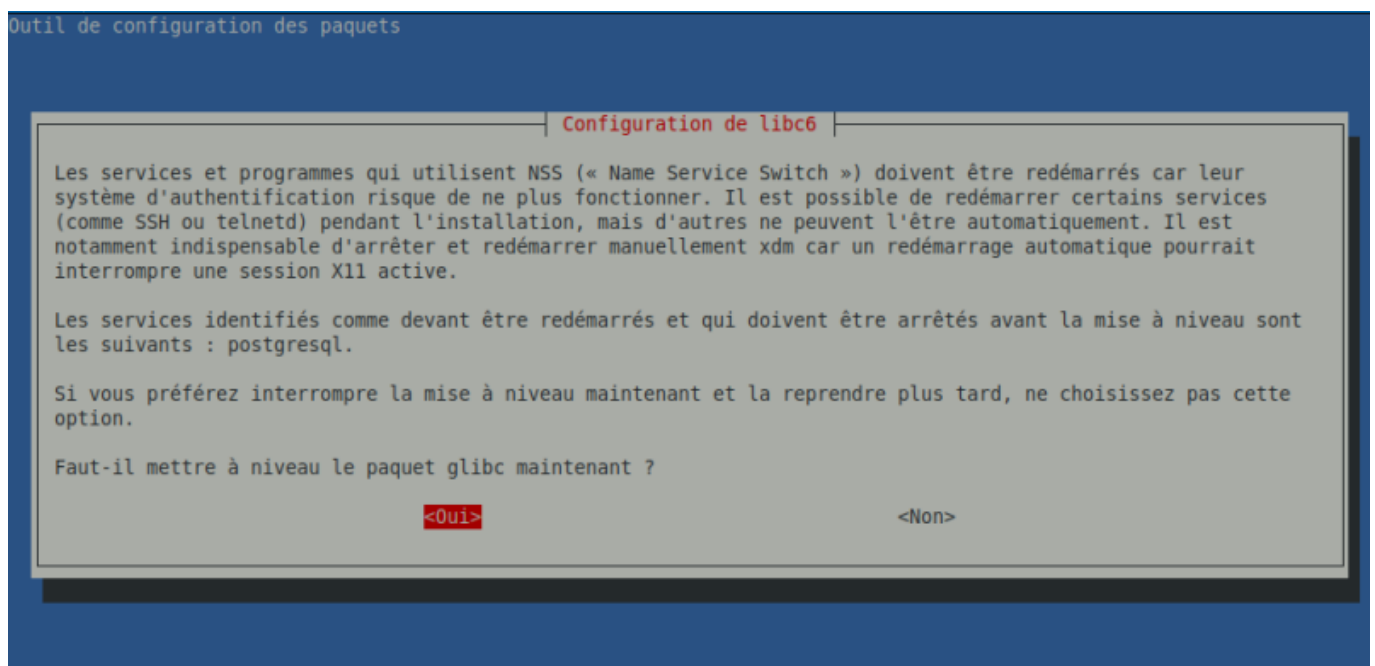 Outil de configuration des paquets
Configuration de libc6
Les services et programmes qui utilisent NSS (« Name Service Switch ») doivent être redémarrés car leur
système d'authentification risque de ne plus fonctionner. Il est possible de redémarrer certains services
(comme SSH ou telnetd) pendant l'installation, mais d'autres ne peuvent l'être automatiquement. Il est
notamment indispensable d'arrêter et redémarrer manuellement xdm car un redémarrage automatique pourrait
interrompre une session X11 active.
Les services identifiés comme devant être redémarrés et qui doivent être arrêtés avant la mise à niveau sont
les suivants : postgresql.
Si vous préférez interrompre la mise à niveau maintenant et la reprendre plus tard, ne choisissez pas cette
option.
Faut-il mettre à niveau le paquet glibc maintenant ?
<Oui> <Non>